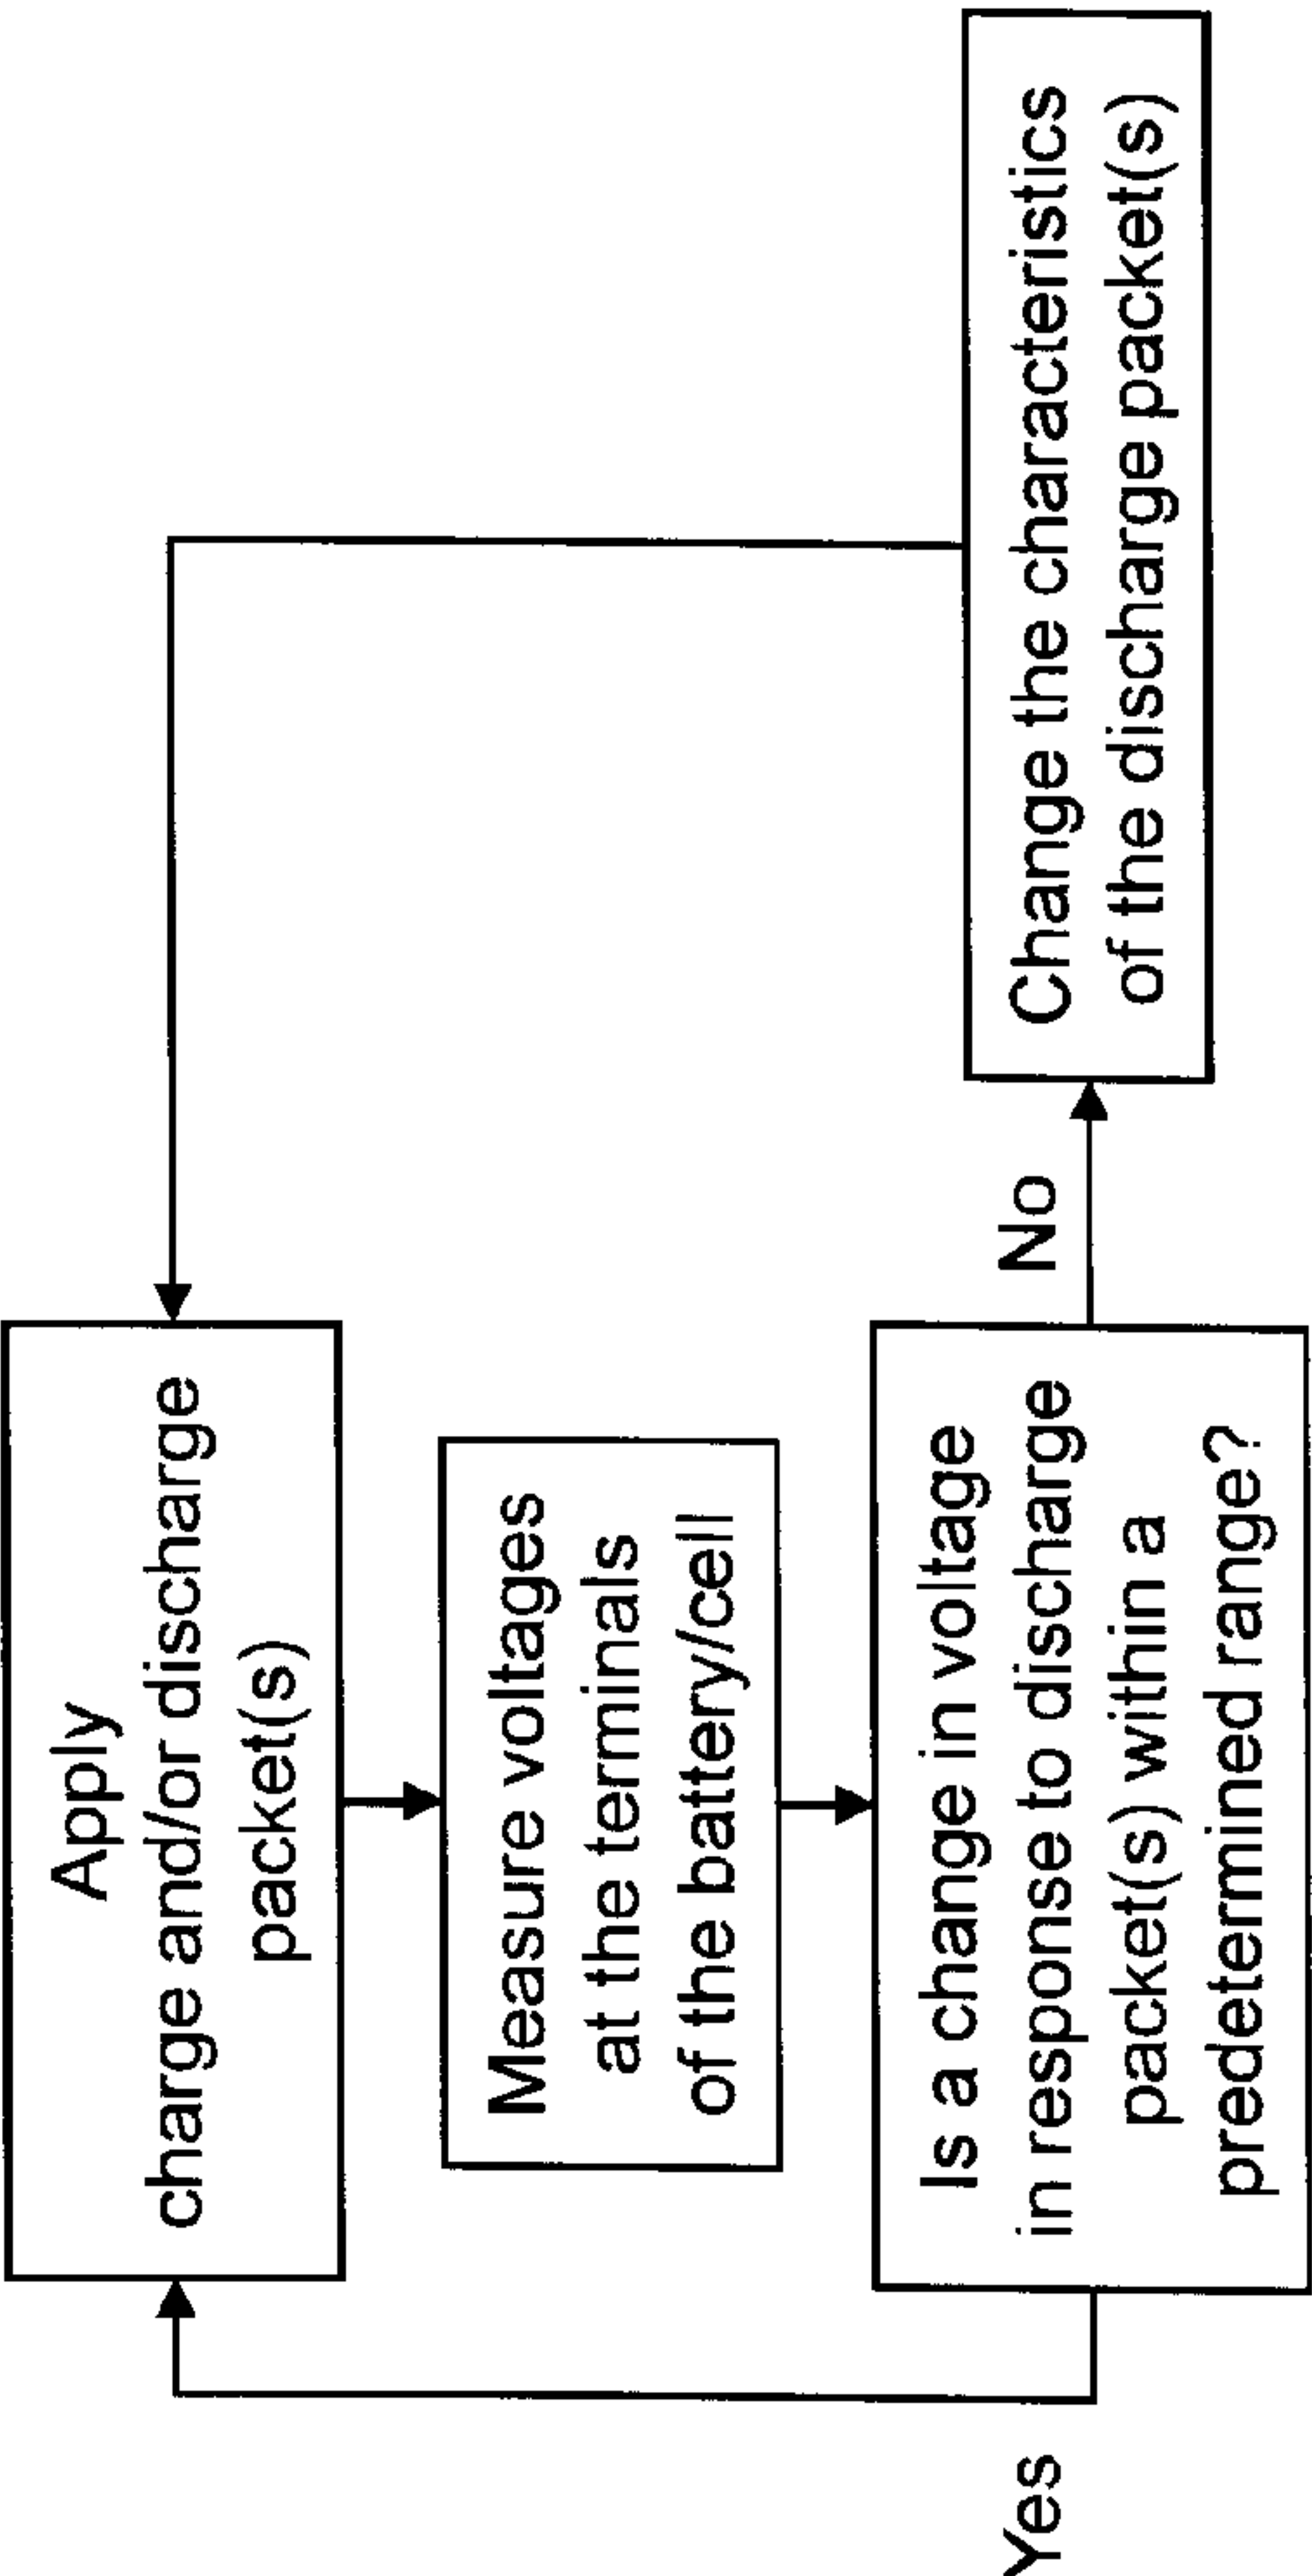 Apply
charge and/or discharge
packet(s)
Measure voltages
at the terminals
of the battery/cell
Is a change in voltage
in response to discharge
packet(s) within a
predetermined range?
Yes
No
Change the characteristics
of the discharge packet(s)